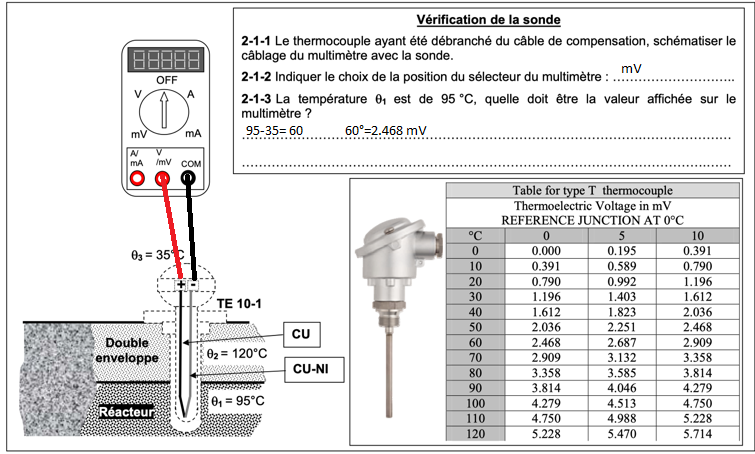 Vérification de la sonde
2-1-1 Le thermocouple ayant été débranché du câble de compensation, schématiser le
câblage du multimètre avec la sonde.
2-1-2 Indiquer le choix de la position du sélecteur du multimètre : mV
2-1-3 La température θ1 est de 95 °C, quelle doit être la valeur affichée sur le
multimètre ?
95-35= 60 60°=2.468 mV
88888
OFF
V A
mV mA
A/ mA V /mV COM
θ3 = 35°C
+ -
TE 10-1
CU
Double
enveloppe
θ2 = 120°C
CU-NI
Réacteur
θ1 = 95°C
Table for type T thermocouple
Thermoelectric Voltage in mV
REFERENCE JUNCTION AT 0°C
°C 0 5 10
0 0.000 0.195 0.391
10 0.391 0.589 0.790
20 0.790 0.992 1.196
30 1.196 1.403 1.612
40 1.612 1.823 2.036
50 2.036 2.251 2.468
60 2.468 2.687 2.909
70 2.909 3.132 3.358
80 3.358 3.585 3.814
90 3.814 4.046 4.279
100 4.279 4.513 4.750
110 4.750 4.988 5.228
120 5.228 5.470 5.714